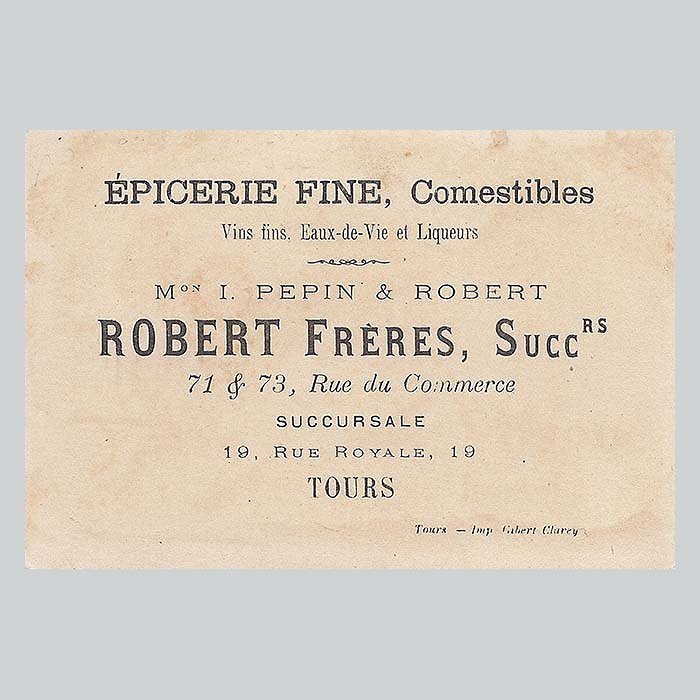 ÉPICERIE FINE, Comestibles
Vins fins, Eaux-de-Vie et Liqueurs
Mᴼᴺ I. PEPIN & ROBERT
ROBERT FRÈRES, SUCCᴿˢ
71 & 73, Rue du Commerce
SUCCURSALE
19, RUE ROYALE, 19
TOURS
Tours — Imp Clarey